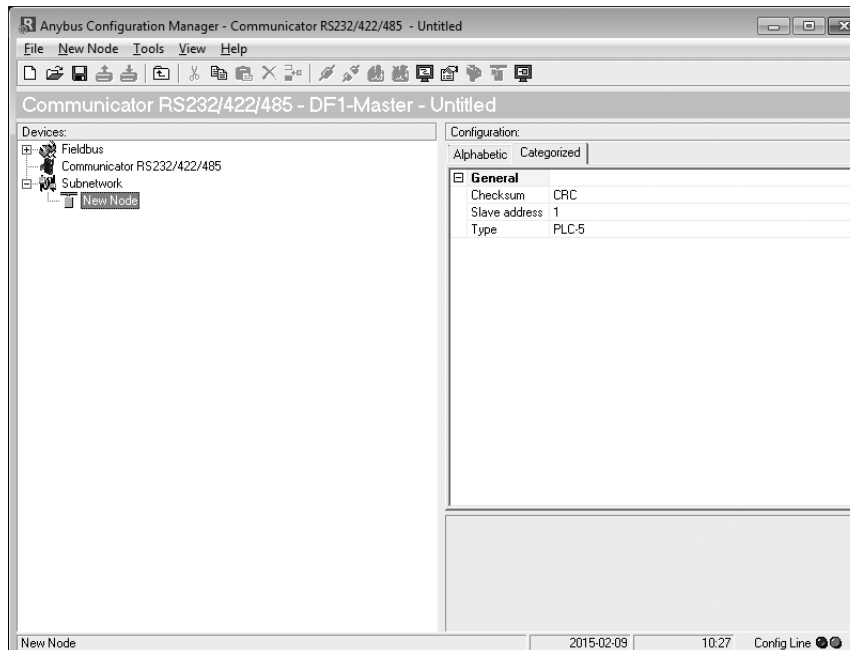 Anybus Configuration Manager - Communicator RS232/422/485 - Untitled
File New Node Tools View Help
Communicator RS232/422/485 - DF1-Master - Untitled
Devices:
Fieldbus
Communicator RS232/422/485
Subnetwork
New Node
Configuration:
Alphabetic Categorized
General
Checksum CRC
Slave address 1
Type PLC-5
New Node 2015-02-09 10:27 Config Line